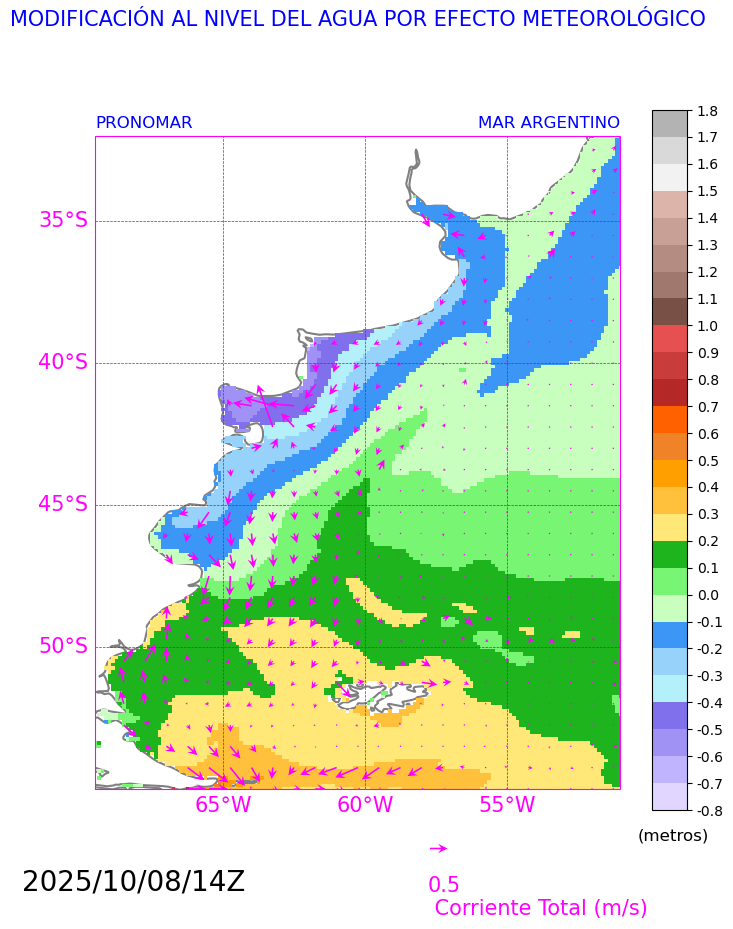 MODIFICACIÓN AL NIVEL DEL AGUA POR EFECTO METEOROLÓGICO
PRONOMAR MAR ARGENTINO
1.8
1.7
1.6
1.5
1.4
1.3
1.2
1.1
1.0
0.9
0.8
0.7
0.6
0.5
0.4
0.3
0.2
0.1
0.0
-0.1
-0.2
-0.3
-0.4
-0.5
-0.6
-0.7
-0.8
(metros)
35°S
40°S
45°S
50°S
65°W 60°W 55°W
2025/10/08/14Z
0.5
Corriente Total (m/s)